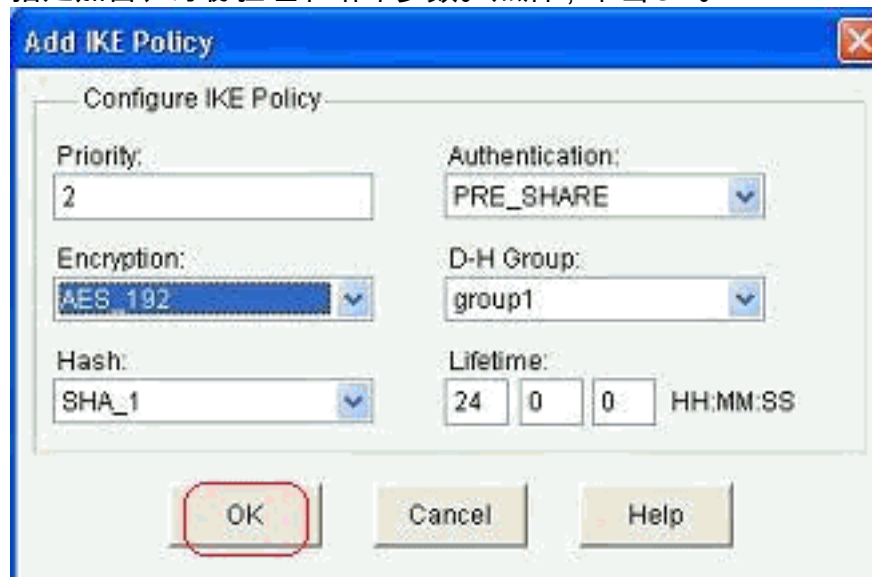 Add IKE Policy
Configure IKE Policy
Priority:
2
Authentication:
PRE_SHARE
Encryption:
AES_192
D-H Group:
group1
Hash:
SHA_1
Lifetime:
24 0 0 HH:MM:SS
OK Cancel Help